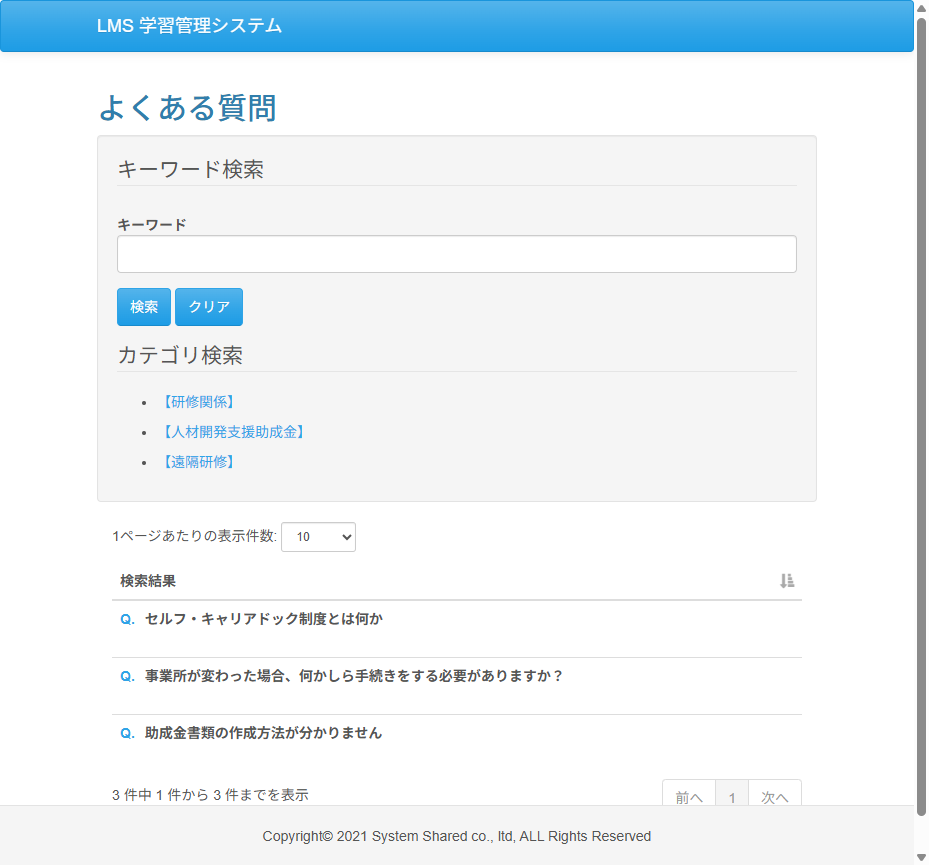 LMS 学習管理システム
よくある質問
キーワード検索
キーワード
検索 クリア
カテゴリ検索
【研修関係】
【人材開発支援助成金】
【遠隔研修】
1ページあたりの表示件数: 10
検索結果
Q. セルフ・キャリアドック制度とは何か
Q. 事業所が変わった場合、何かしら手続きをする必要がありますか？
Q. 助成金書類の作成方法が分かりません
3 件中 1 件から 3 件までを表示 前へ 1 次へ
Copyright© 2021 System Shared co., ltd, ALL Rights Reserved